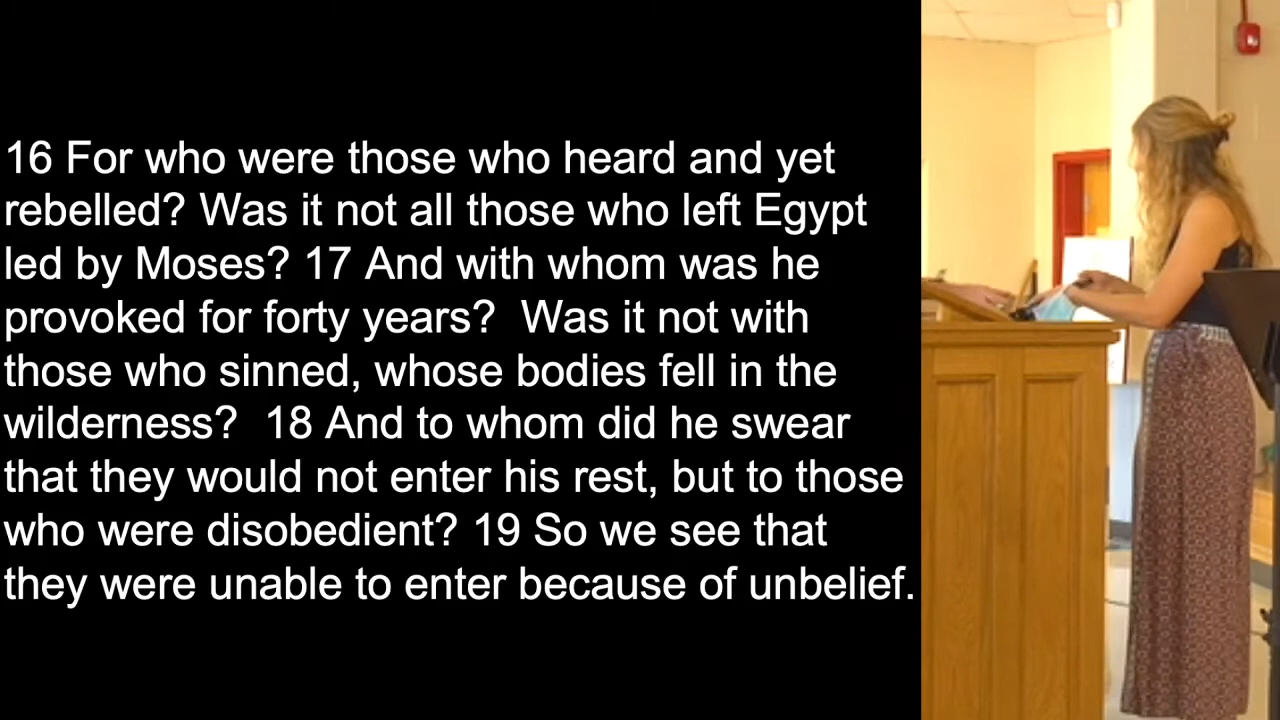 16 For who were those who heard and yet
rebelled? Was it not all those who left Egypt
led by Moses? 17 And with whom was he
provoked for forty years?  Was it not with
those who sinned, whose bodies fell in the
wilderness?  18 And to whom did he swear
that they would not enter his rest, but to those
who were disobedient? 19 So we see that
they were unable to enter because of unbelief.